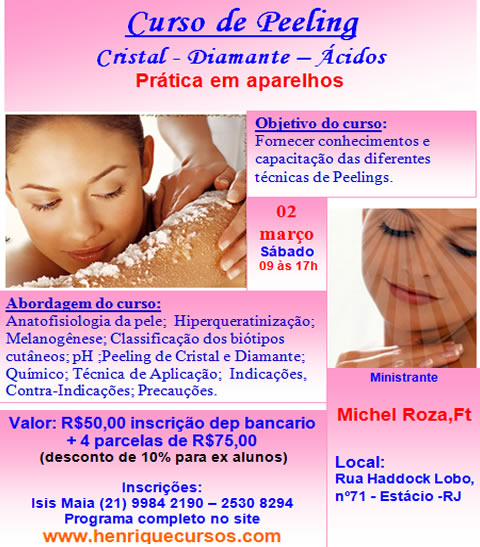 Curso de Peeling
Cristal - Diamante – Ácidos
Prática em aparelhos
Objetivo do curso:
Fornecer conhecimentos e
capacitação das diferentes
técnicas de Peelings.
02
março
Sábado
09 às 17h
Abordagem do curso:
Anatofisiologia da pele; Hiperqueratinização;
Melanogênese; Classificação dos biótipos
cutâneos; pH ;Peeling de Cristal e Diamante;
Químico; Técnica de Aplicação; Indicações,
Contra-Indicações; Precauções.
Ministrante
Michel Roza,Ft
Local:
Rua Haddock Lobo,
nº71 - Estácio -RJ
Valor: R$50,00 inscrição dep bancario
+ 4 parcelas de R$75,00
(desconto de 10% para ex alunos)
Inscrições:
Isis Maia (21) 9984 2190 – 2530 8294
Programa completo no site
www.henriquecursos.com